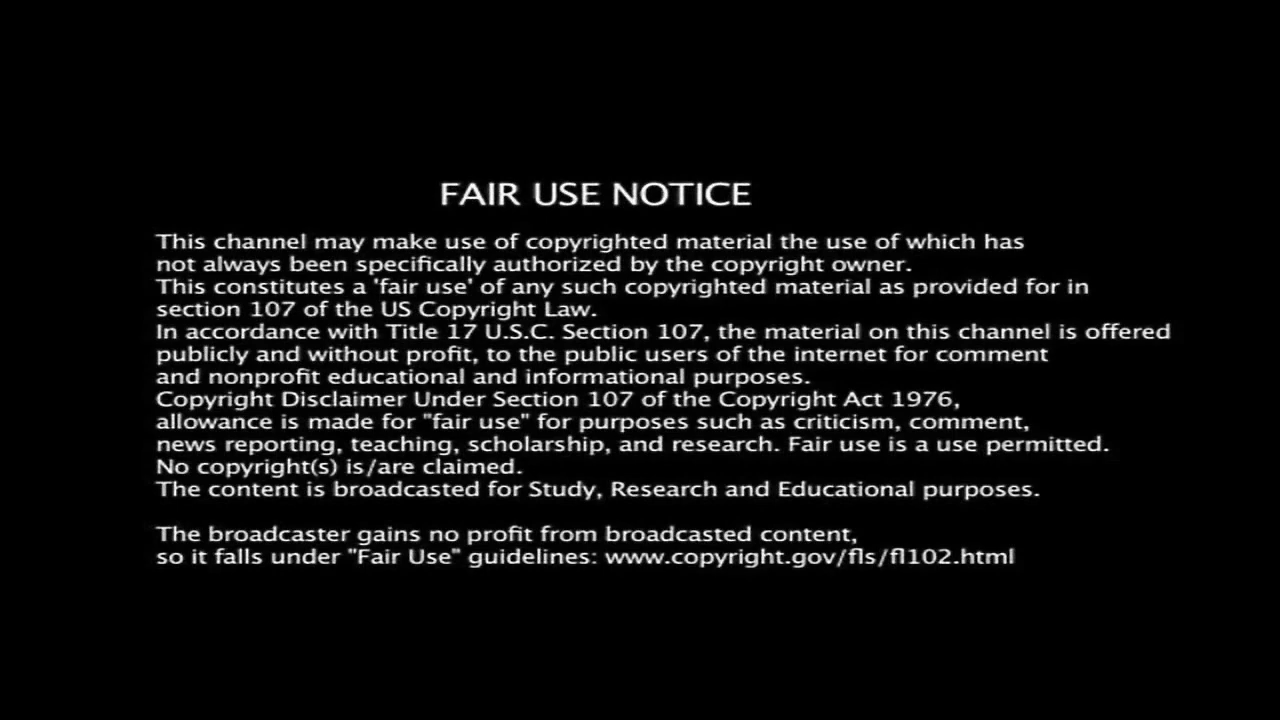 FAIR USE NOTICE
This channel may make use of copyrighted material the use of which has
not always been specifically authorized by the copyright owner.
This constitutes a 'fair use' of any such copyrighted material as provided for in
section 107 of the US Copyright Law.
In accordance with Title 17 U.S.C. Section 107, the material on this channel is offered
publicly and without profit, to the public users of the internet for comment
and nonprofit educational and informational purposes.
Copyright Disclaimer Under Section 107 of the Copyright Act 1976,
allowance is made for "fair use" for purposes such as criticism, comment,
news reporting, teaching, scholarship, and research. Fair use is a use permitted.
No copyright(s) is/are claimed.
The content is broadcasted for Study, Research and Educational purposes.
The broadcaster gains no profit from broadcasted content,
so it falls under "Fair Use" guidelines: www.copyright.gov/fls/fl102.html